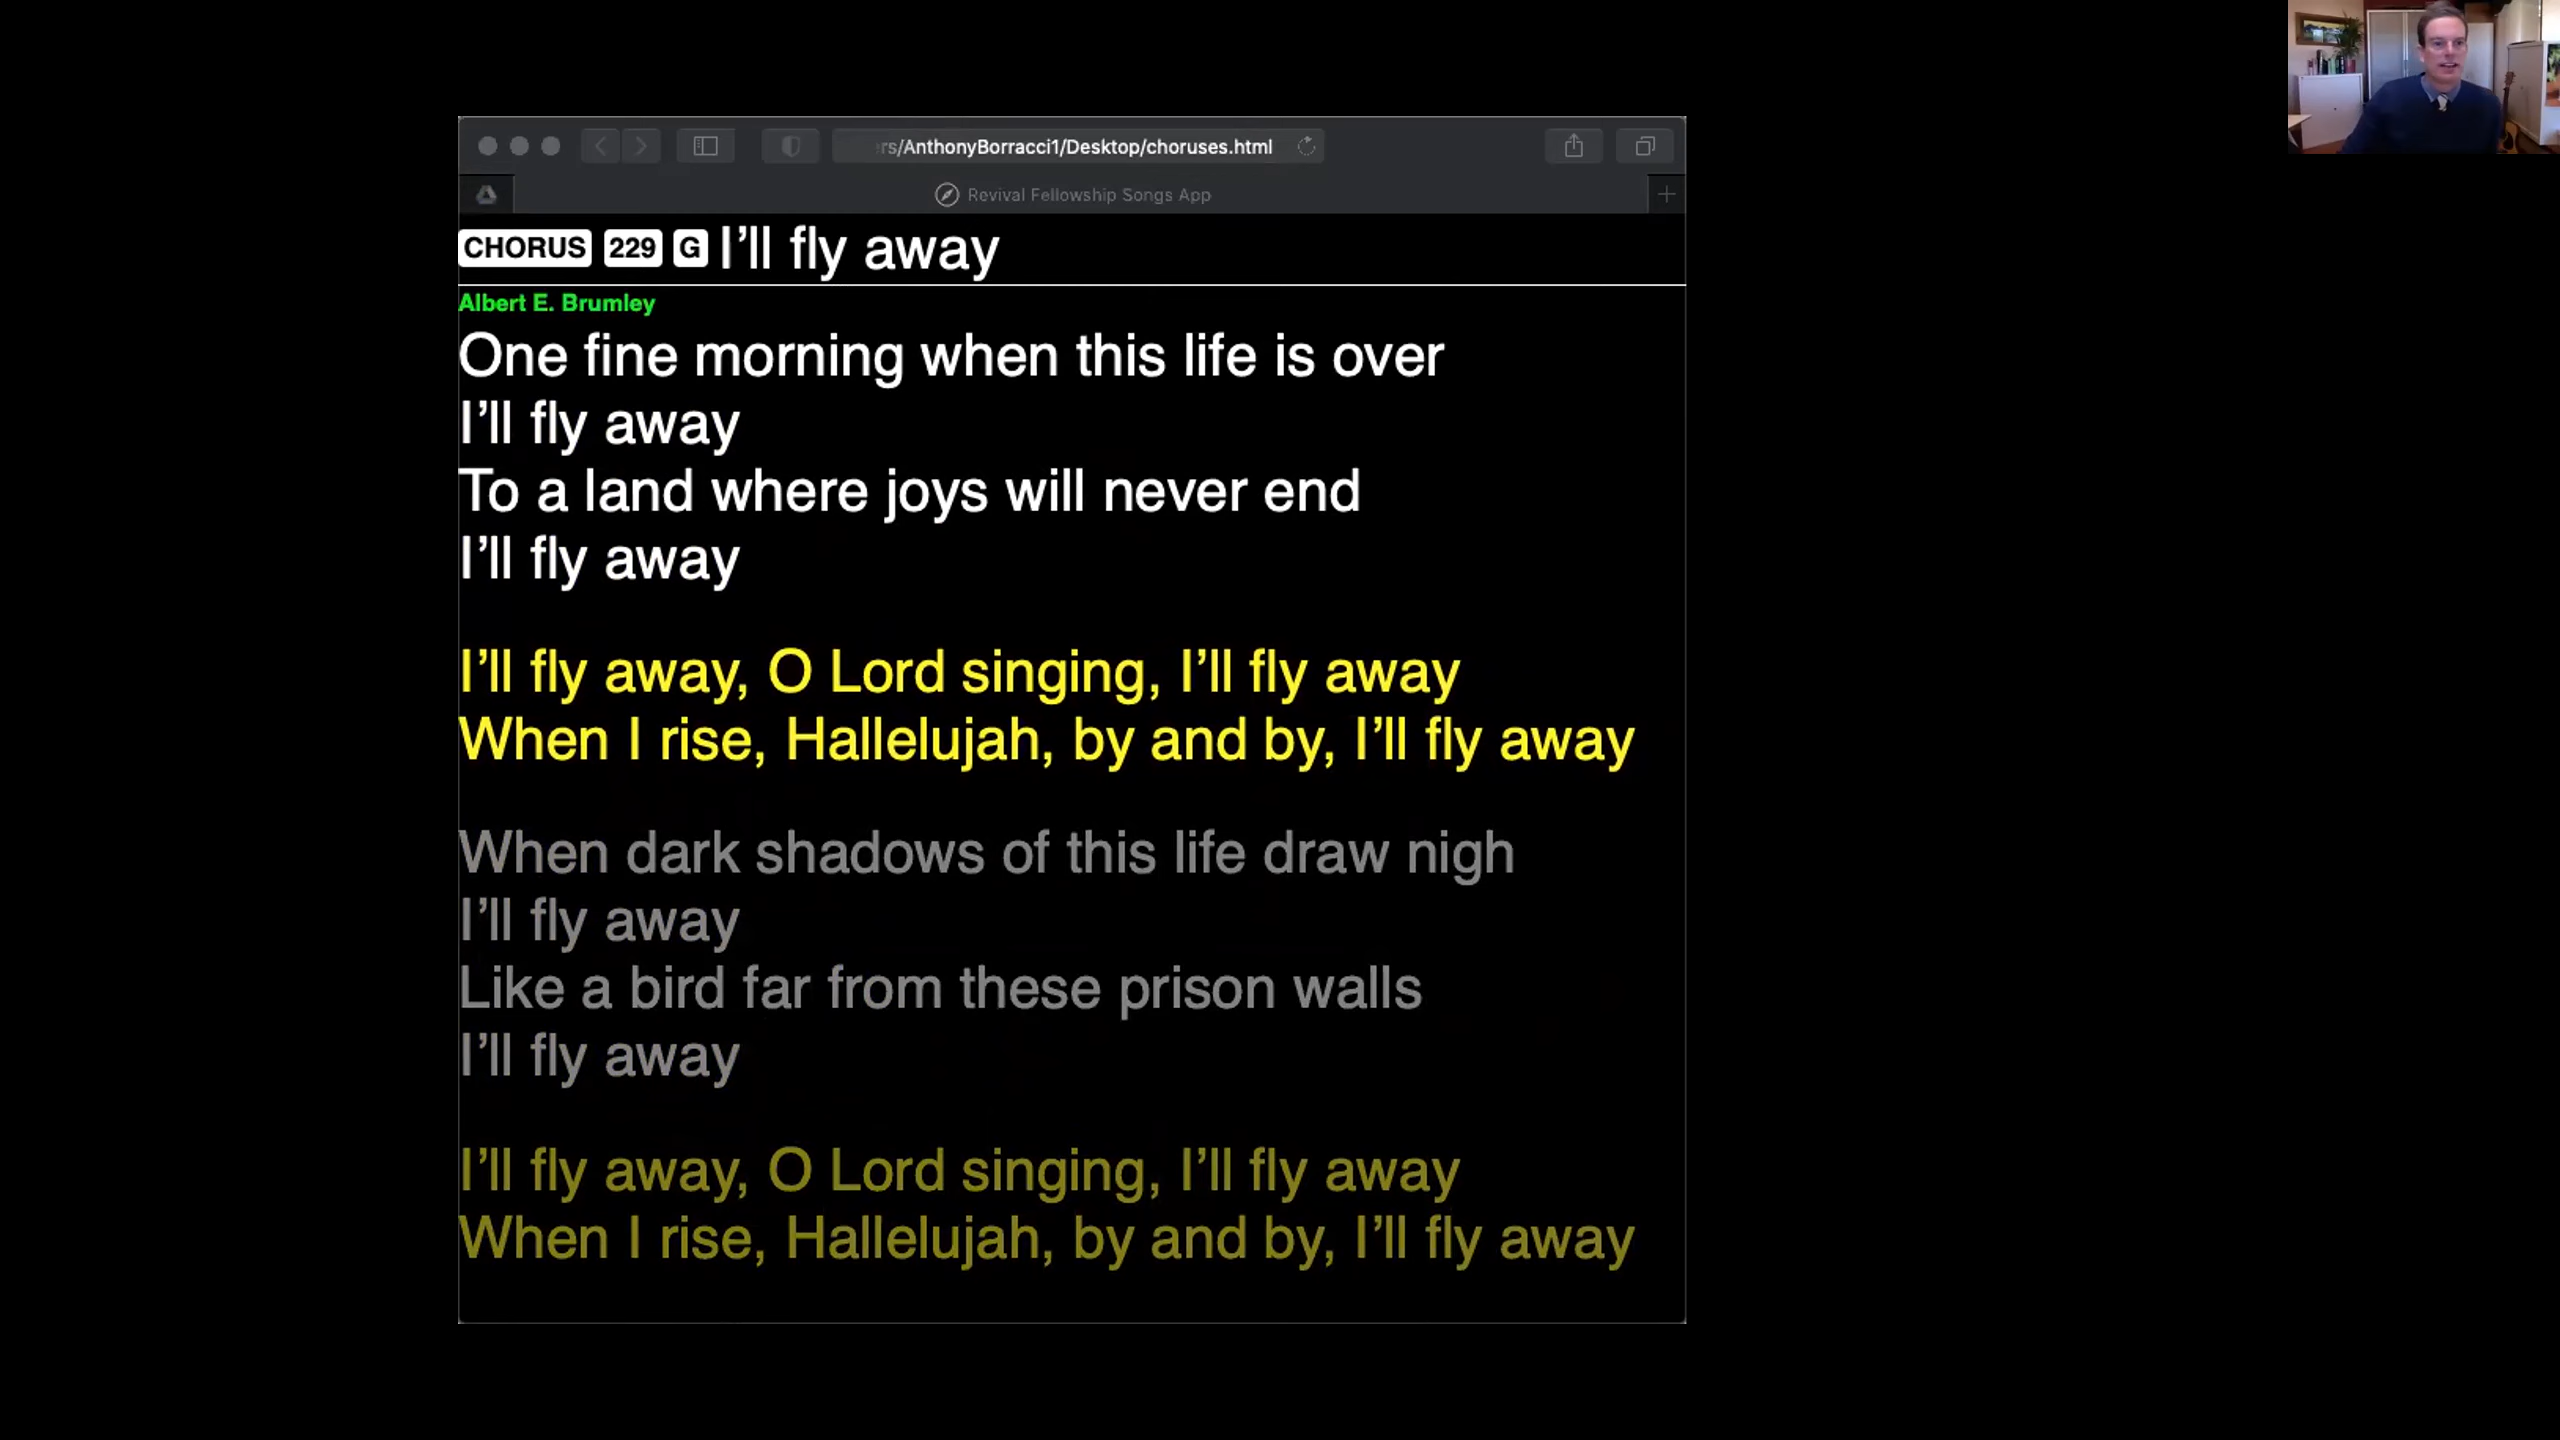 rs/AnthonyBorracci1/Desktop/choruses.html
Revival Fellowship Songs App
CHORUS 229 G I’ll fly away
Albert E. Brumley
One fine morning when this life is over
I’ll fly away
To a land where joys will never end
I’ll fly away
I’ll fly away, O Lord singing, I’ll fly away
When I rise, Hallelujah, by and by, I’ll fly away
When dark shadows of this life draw nigh
I’ll fly away
Like a bird far from these prison walls
I’ll fly away
I’ll fly away, O Lord singing, I’ll fly away
When I rise, Hallelujah, by and by, I’ll fly away